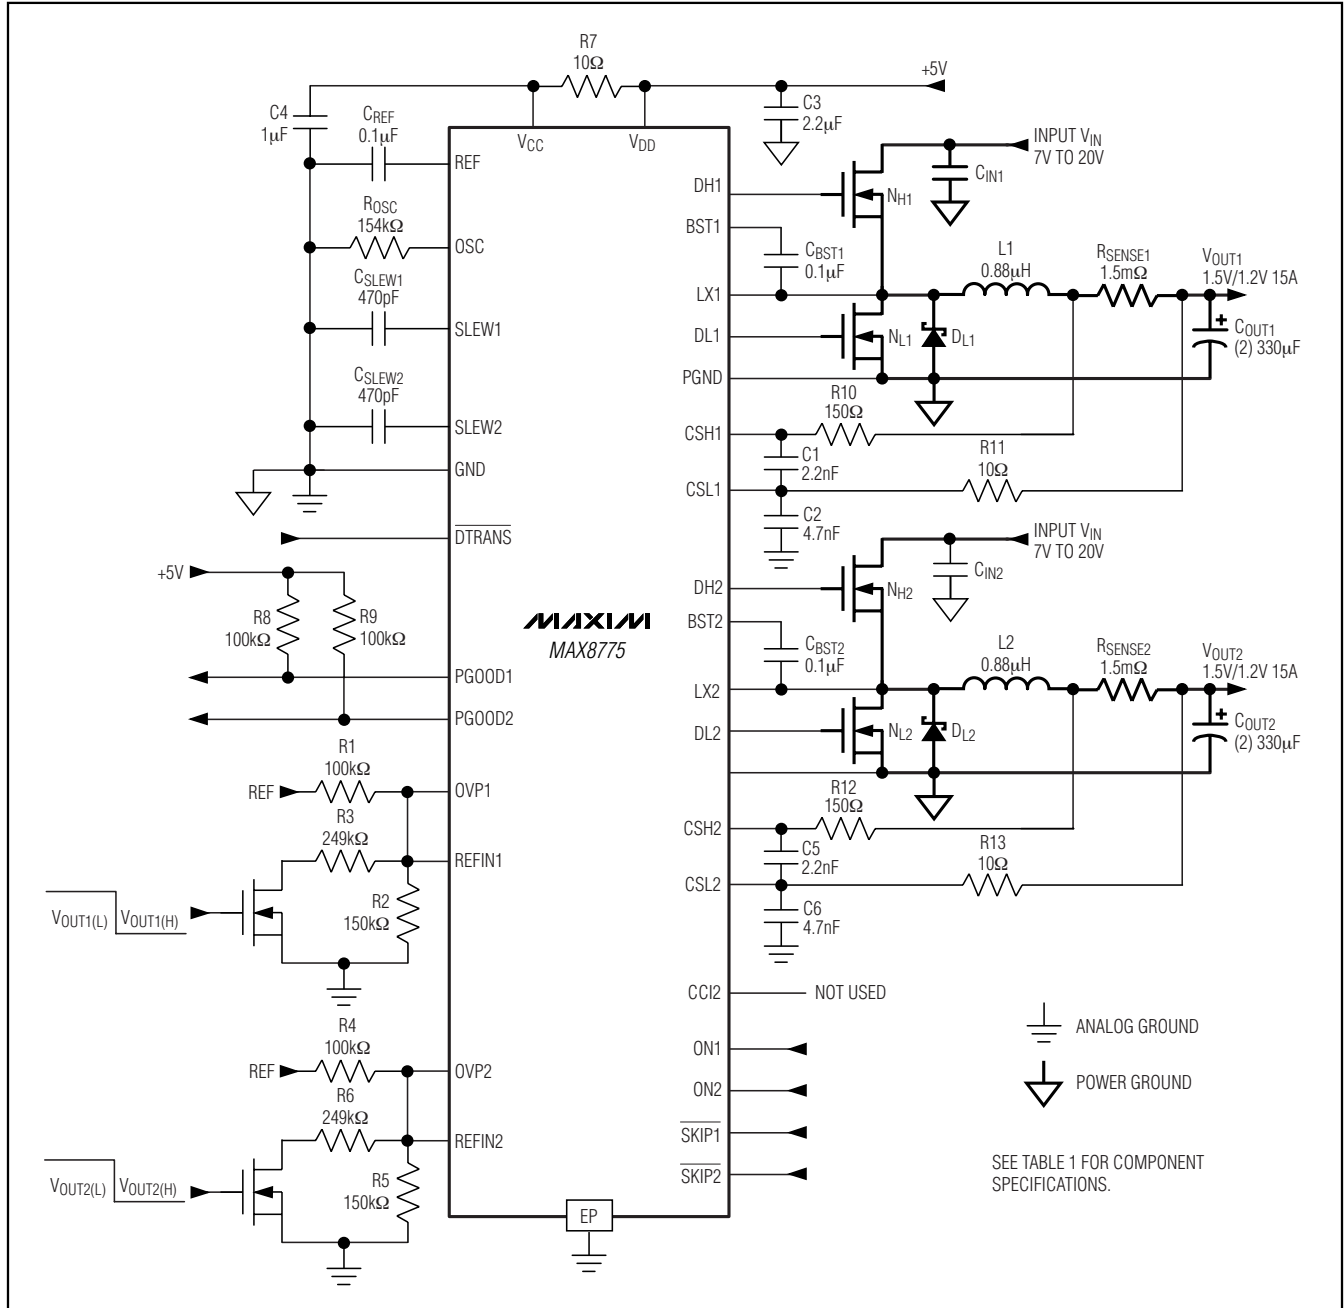 R7
10Ω
+5V
C4
1µF
CREF
0.1µF
C3
2.2µF
VCC
VDD
INPUT VIN
7V TO 20V
REF
DH1
NH1
CIN1
ROSC
154kΩ
OSC
BST1
CBST1
0.1µF
L1
0.88µH
RSENSE1
1.5mΩ
VOUT1
1.5V/1.2V 15A
CSLEW1
470pF
LX1
SLEW1
DL1
NL1
DL1
+
COUT1
(2) 330µF
PGND
CSLEW2
470pF
R10
150Ω
SLEW2
CSH1
C1
2.2nF
R11
10Ω
GND
CSL1
C2
4.7nF
DTRANS
INPUT VIN
7V TO 20V
+5V
DH2
NH2
CIN2
R8
100kΩ
R9
100kΩ
MAXIM
MAX8775
BST2
CBST2
0.1µF
L2
0.88µH
RSENSE2
1.5mΩ
VOUT2
1.5V/1.2V 15A
PGOOD1
LX2
PGOOD2
DL2
NL2
DL2
+
COUT2
(2) 330µF
R1
100kΩ
REF
OVP1
R12
150Ω
R3
249kΩ
CSH2
C5
2.2nF
R13
10Ω
REFIN1
CSL2
R2
150kΩ
VOUT1(L)
VOUT1(H)
C6
4.7nF
CCI2
NOT USED
R4
100kΩ
ANALOG GROUND
ON1
REF
OVP2
ON2
POWER GROUND
R6
249kΩ
REFIN2
SKIP1
SKIP2
R5
150kΩ
VOUT2(L)
VOUT2(H)
SEE TABLE 1 FOR COMPONENT
SPECIFICATIONS.
EP